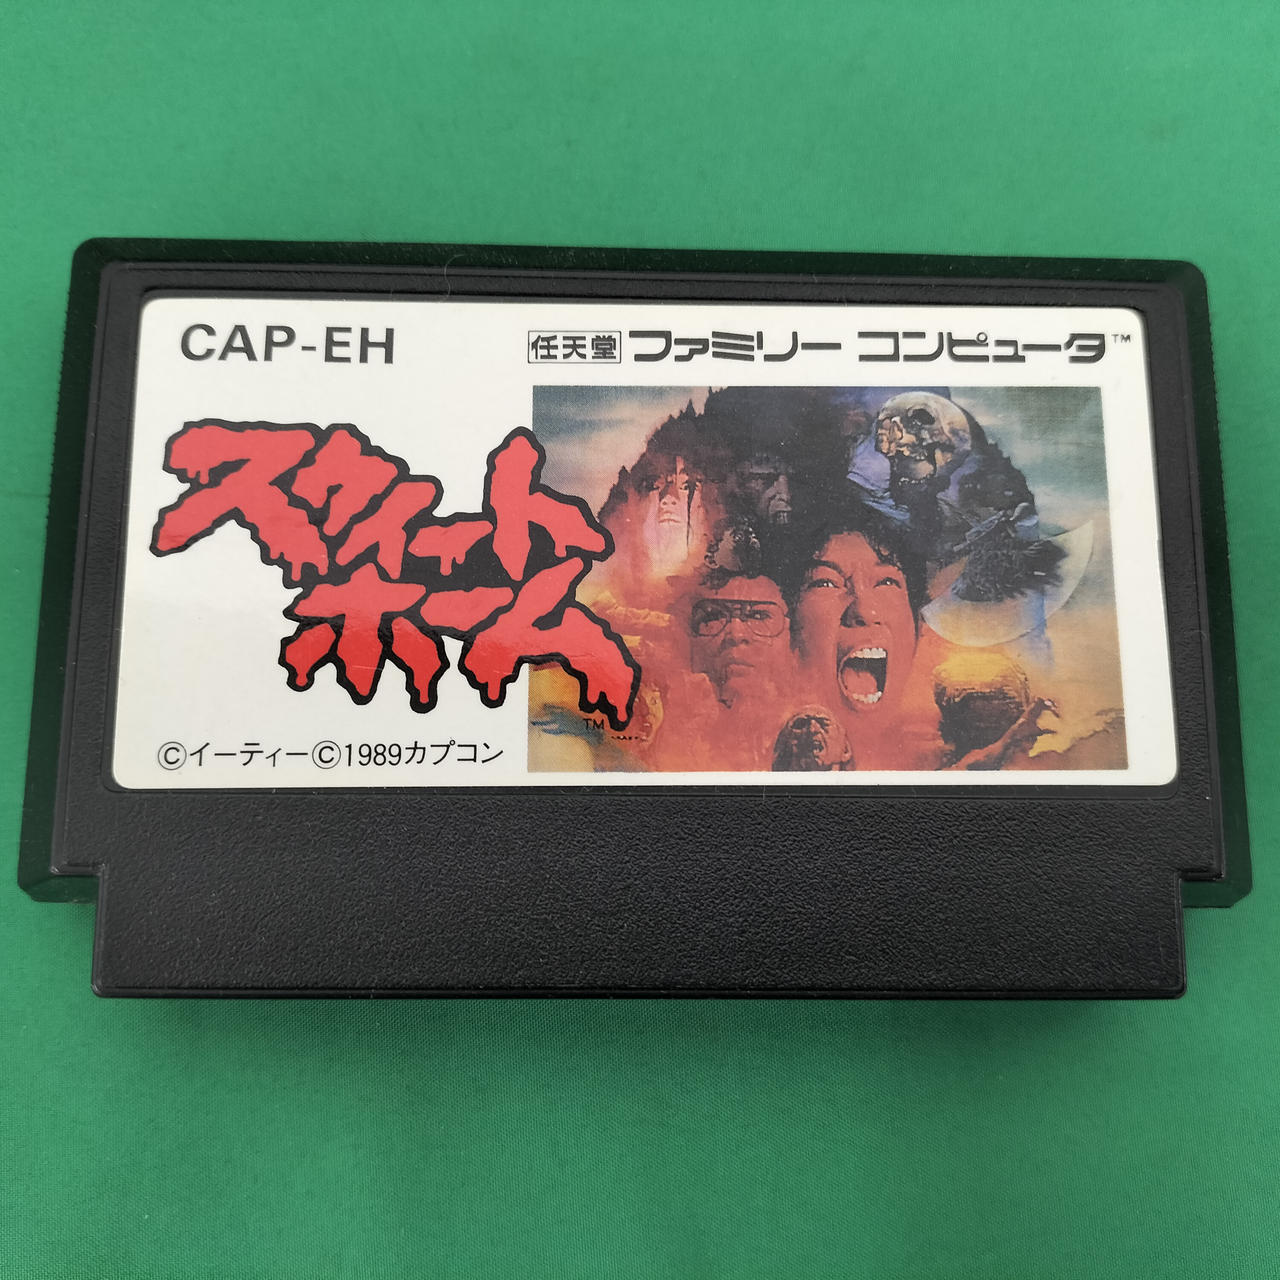 CAP-EH
任天堂 ファミリー コンピュータ™
スウィート
ホーム
TM
©イーティー©1989カプコン